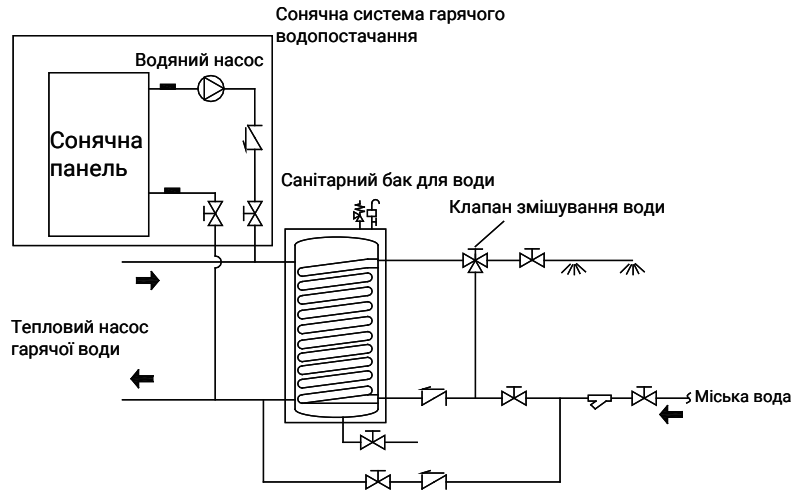 Сонячна система гарячого
водопостачання
Водяний насос
Сонячна
панель
Санітарний бак для води
Клапан змішування води
Тепловий насос
гарячої води
Міська вода